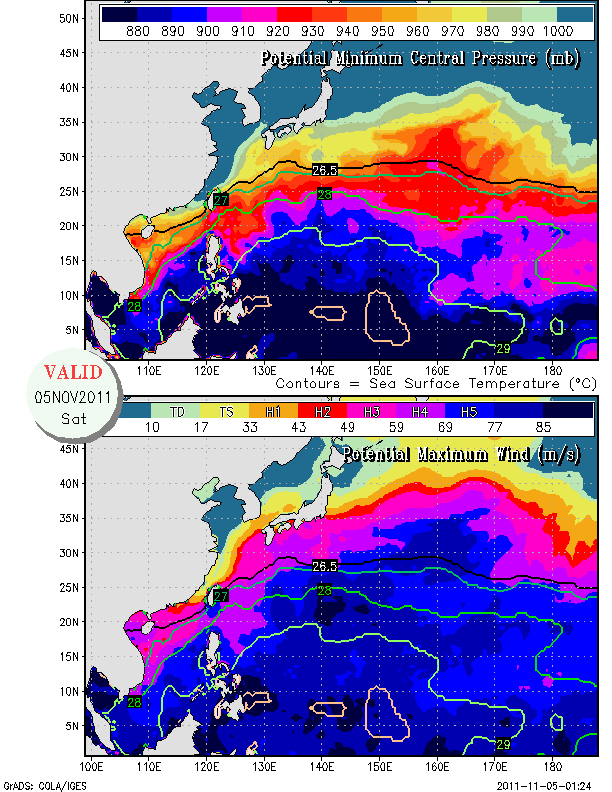 50N
880 890 900 910 920 930 940 950 960 970 980 990 1000
Potential Minimum Central Pressure (mb)
45N
40N
35N
30N
26.5
25N
27
28
20N
15N
10N
28
5N
29
100E 110E 120E 130E 140E 150E 160E 170E 180
VALID
05NOV2011
Sat
Contours = Sea Surface Temperature (°C)
TD TS H1 H2 H3 H4 H5
10 17 33 43 49 59 69 77 85
Potential Maximum Wind (m/s)
45N
40N
35N
30N
26.5
25N
27
28
20N
15N
10N
28
5N
29
100E 110E 120E 130E 140E 150E 160E 170E 180
GrADS: COLA/IGES
2011-11-05-01:24